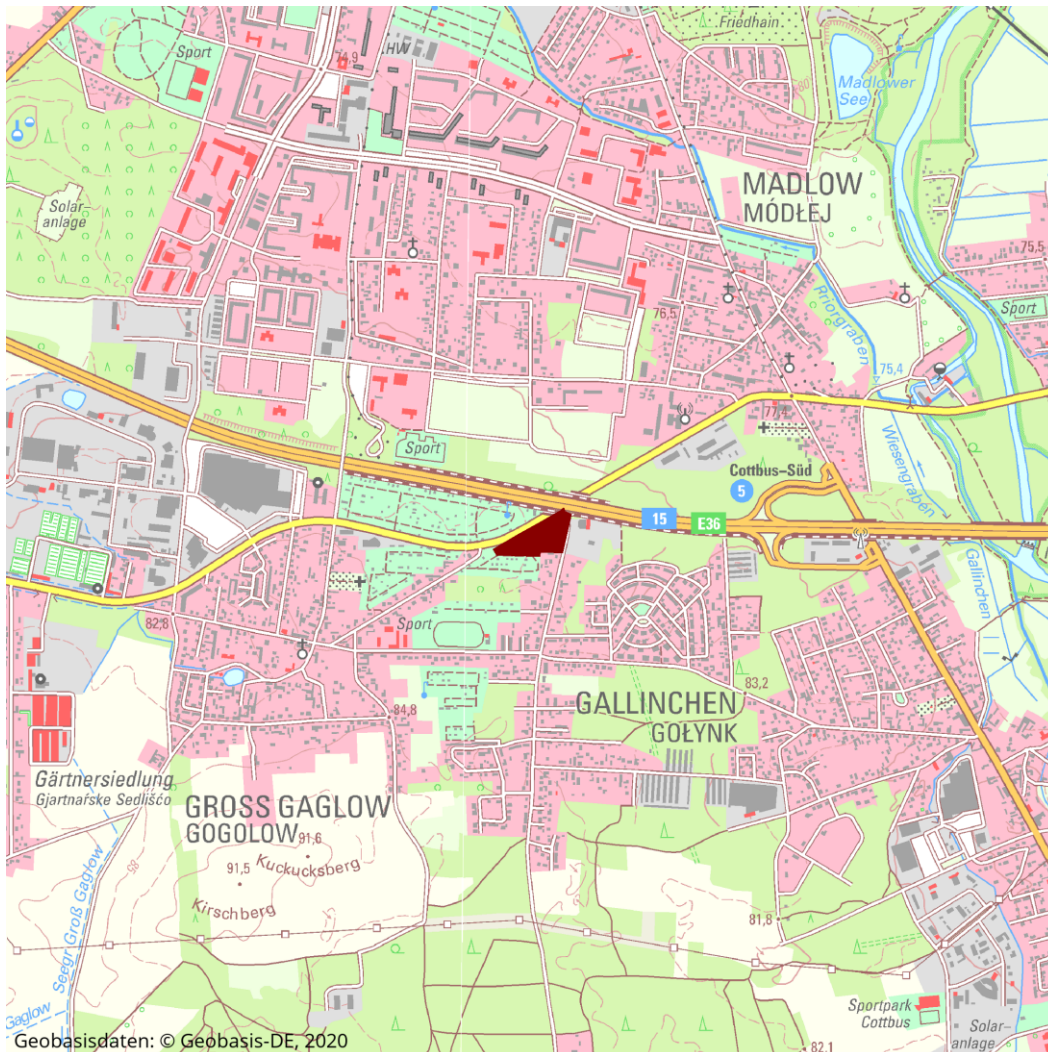 Friedhain
Sport
74,9
HW
80
Madlower
See
MADLOW
MÓDŁEJ
Solar-
anlage
75,5
Sport
Priorgraben
76,5
75,4
77,4
Wiesengraben
Sport
Cottbus-Süd
5
15
E36
Gallinchen
82,8
Sport
83,2
84,8
GALLINCHEN
GOŁYNK
Gärtnersiedlung
Gjartnarske Sedlišćo
GROSS GAGLOW
GOGOLOW
91,6
91,5
Kuckucksberg
Kirschberg
85
Seegr. Groß Gaglow
81,8
Sportpark
Cottbus
Solar-
anlage
Gaglow
82,1
Geobasisdaten: © Geobasis-DE, 2020